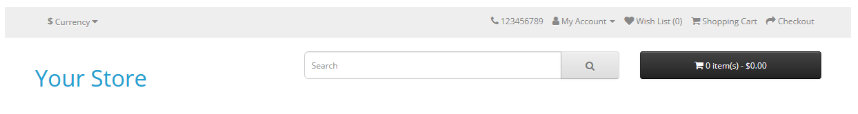 $ Currency
123456789 My Account Wish List (0) Shopping Cart Checkout
Your Store
Search
0 item(s) - $0.00